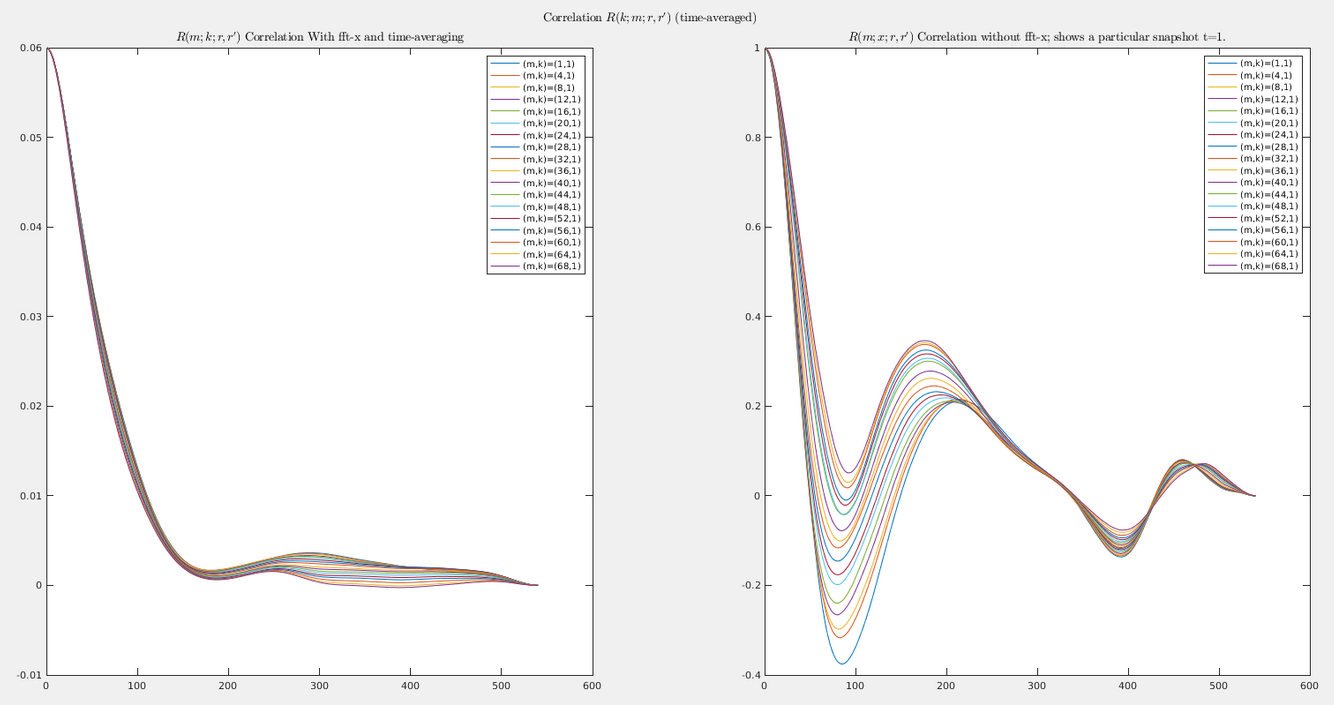 Correlation R(k; m; r, r′) (time-averaged)
R(m; k; r, r′) Correlation With fft-x and time-averaging
0.06
0.05
0.04
0.03
0.02
0.01
0
-0.01
0 100 200 300 400 500 600
(m,k)=(1,1)
(m,k)=(4,1)
(m,k)=(8,1)
(m,k)=(12,1)
(m,k)=(16,1)
(m,k)=(20,1)
(m,k)=(24,1)
(m,k)=(28,1)
(m,k)=(32,1)
(m,k)=(36,1)
(m,k)=(40,1)
(m,k)=(44,1)
(m,k)=(48,1)
(m,k)=(52,1)
(m,k)=(56,1)
(m,k)=(60,1)
(m,k)=(64,1)
(m,k)=(68,1)
R(m; x; r, r′) Correlation without fft-x; shows a particular snapshot t=1.
1
0.8
0.6
0.4
0.2
0
-0.2
-0.4
0 100 200 300 400 500 600
(m,k)=(1,1)
(m,k)=(4,1)
(m,k)=(8,1)
(m,k)=(12,1)
(m,k)=(16,1)
(m,k)=(20,1)
(m,k)=(24,1)
(m,k)=(28,1)
(m,k)=(32,1)
(m,k)=(36,1)
(m,k)=(40,1)
(m,k)=(44,1)
(m,k)=(48,1)
(m,k)=(52,1)
(m,k)=(56,1)
(m,k)=(60,1)
(m,k)=(64,1)
(m,k)=(68,1)